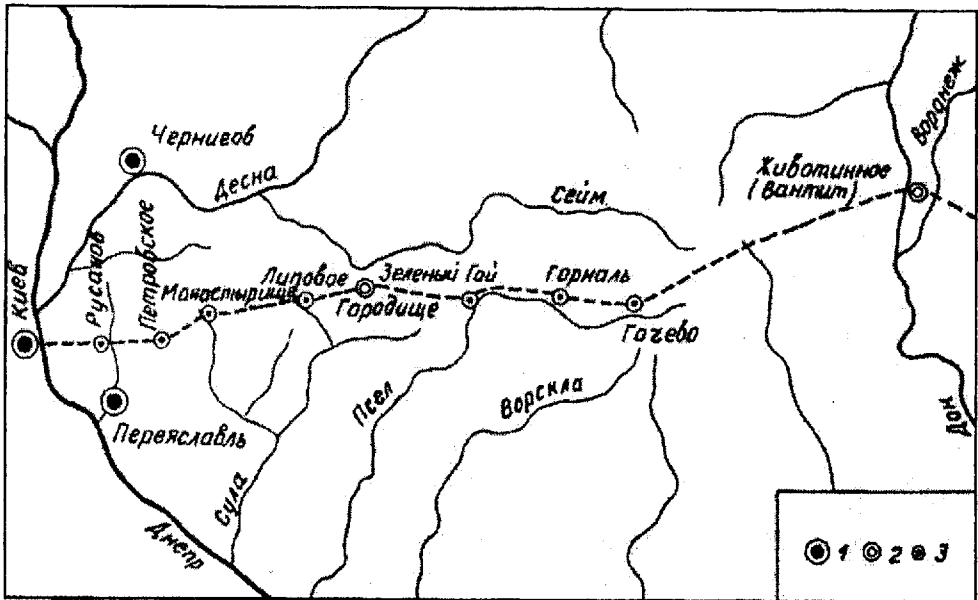 Чернигов
Десна
Сейм
Животинное
(Вантит)
Воронеж
Киев
Русанов
Петровское
Монастырище
Липовое
Городище
Зеленый Гай
Горналь
Гочево
Переяславль
Сула
Псел
Ворскла
Днепр
Дон
1 2 3